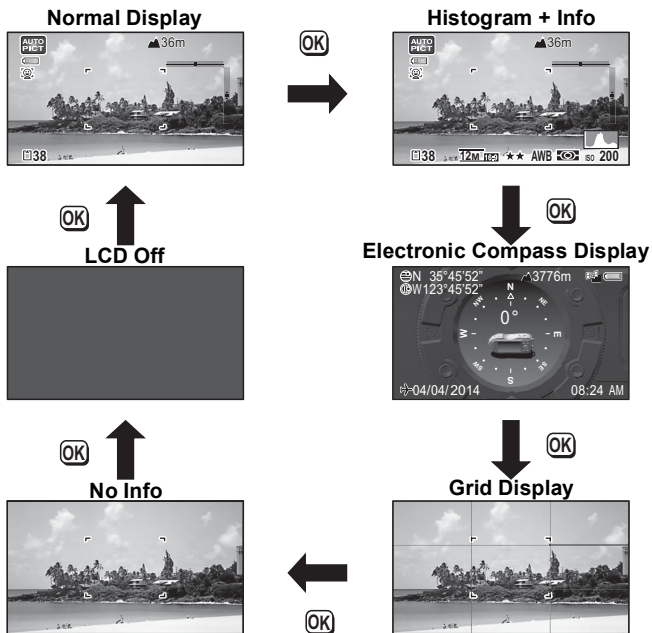 Normal Display
AUTO PICT
36m
38
OK
Histogram + Info
AUTO PICT
36m
38 12M 16:9 ★★ AWB ISO 200
OK
Electronic Compass Display
N 35°45'52"
W123°45'52"
3776m
N
NW NE
0°
W E
SW SE
S
04/04/2014 08:24 AM
OK
Grid Display
OK
No Info
OK
LCD Off
OK